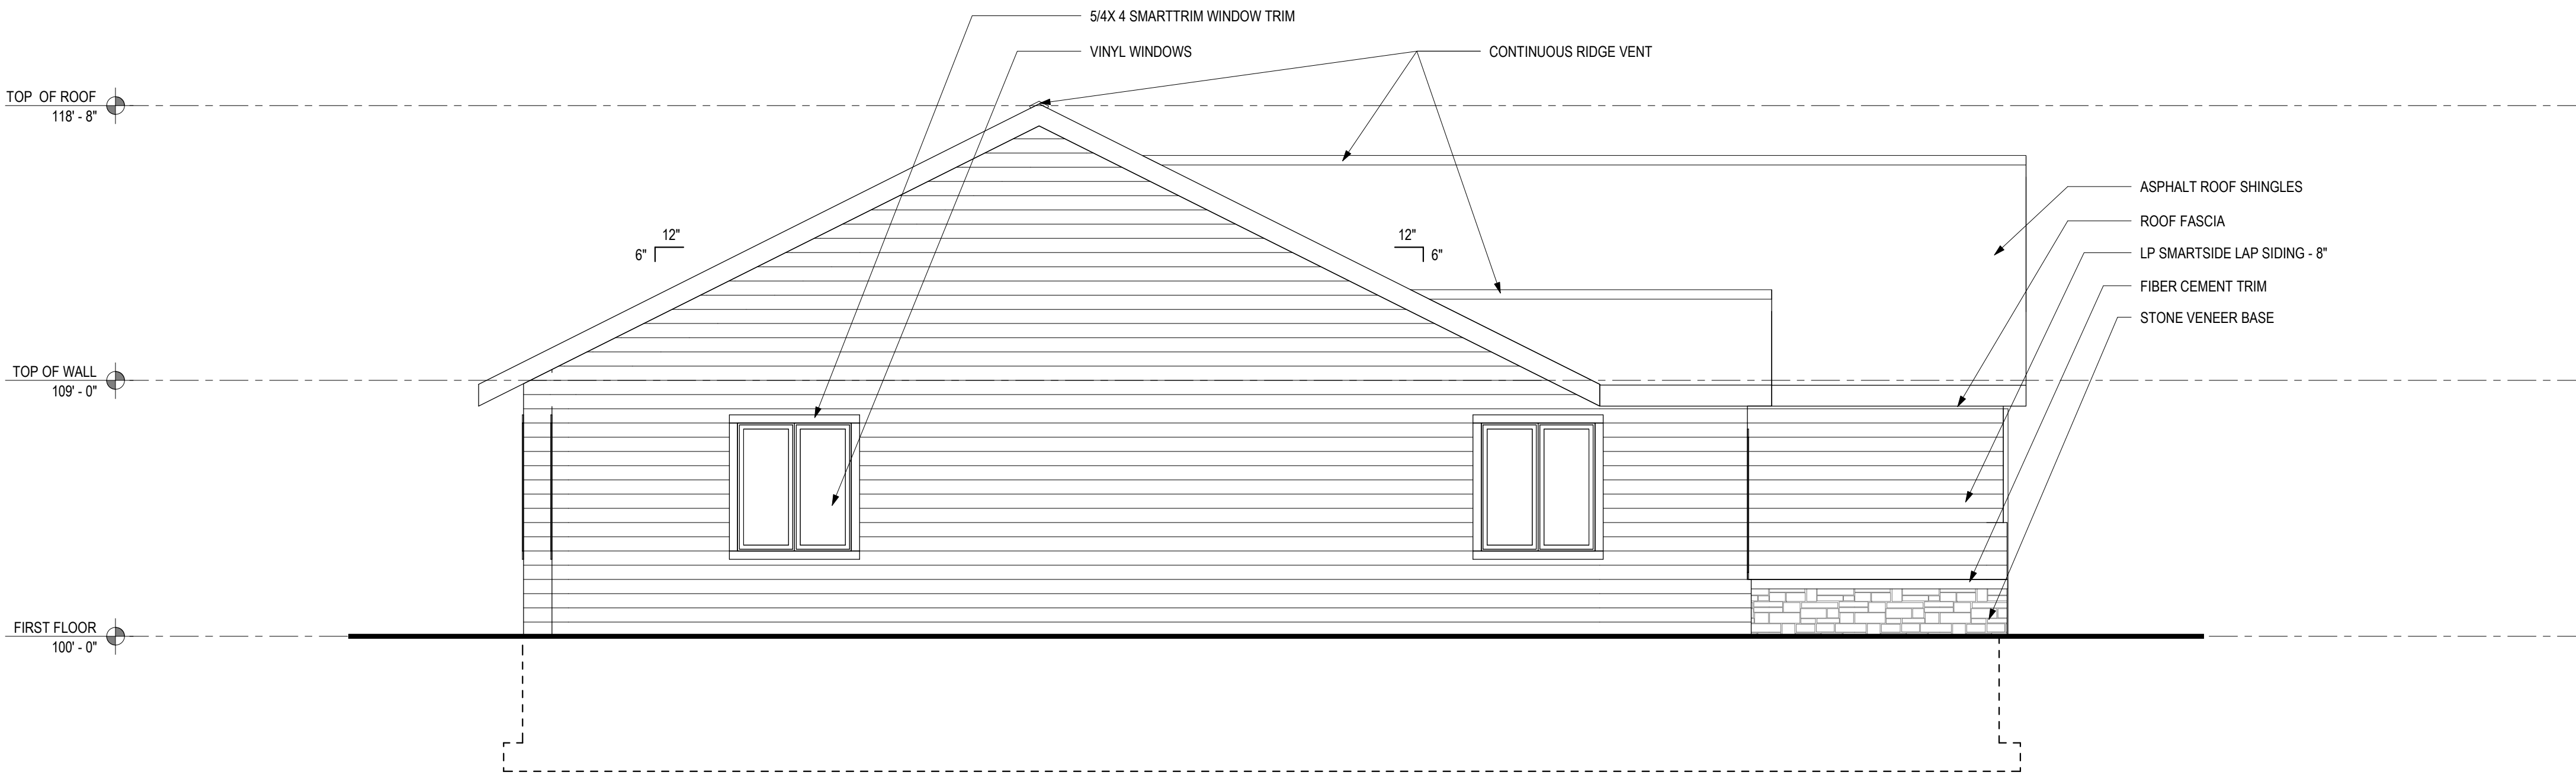 5/4X 4 SMARTTRIM WINDOW TRIM
VINYL WINDOWS
CONTINUOUS RIDGE VENT
TOP  OF ROOF
118' - 8"
ASPHALT ROOF SHINGLES
ROOF FASCIA
12"
6"
12"
6"
LP SMARTSIDE LAP SIDING - 8"
FIBER CEMENT TRIM
STONE VENEER BASE
TOP OF WALL
109' - 0"
FIRST FLOOR
100' - 0"